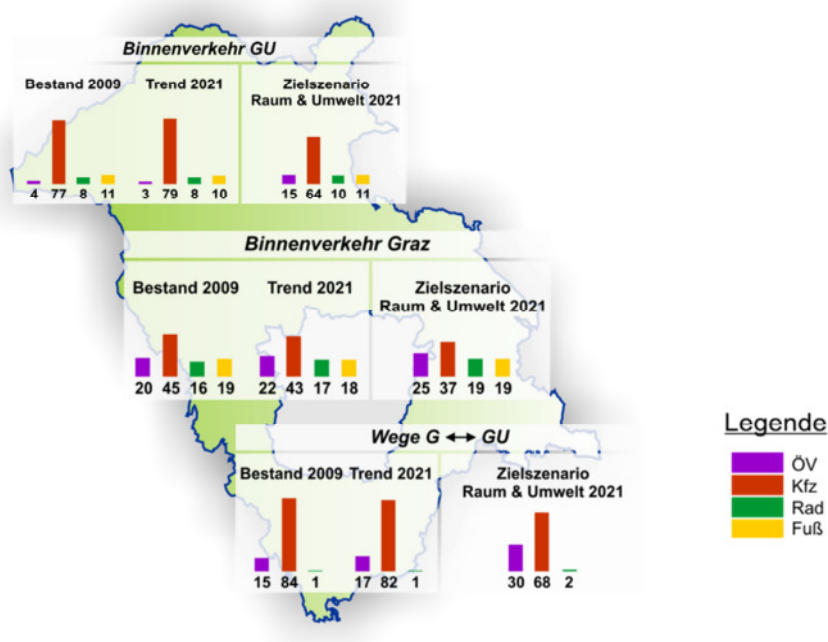 Binnenverkehr GU
Bestand 2009 Trend 2021 Zielszenario
Raum & Umwelt 2021
4 77 8 11 3 79 8 10 15 64 10 11
Binnenverkehr Graz
Bestand 2009 Trend 2021 Zielszenario
Raum & Umwelt 2021
20 45 16 19 22 43 17 18 25 37 19 19
Wege G ↔ GU
Bestand 2009 Trend 2021 Zielszenario
Raum & Umwelt 2021
15 84 1 17 82 1 30 68 2
Legende
ÖV
Kfz
Rad
Fuß